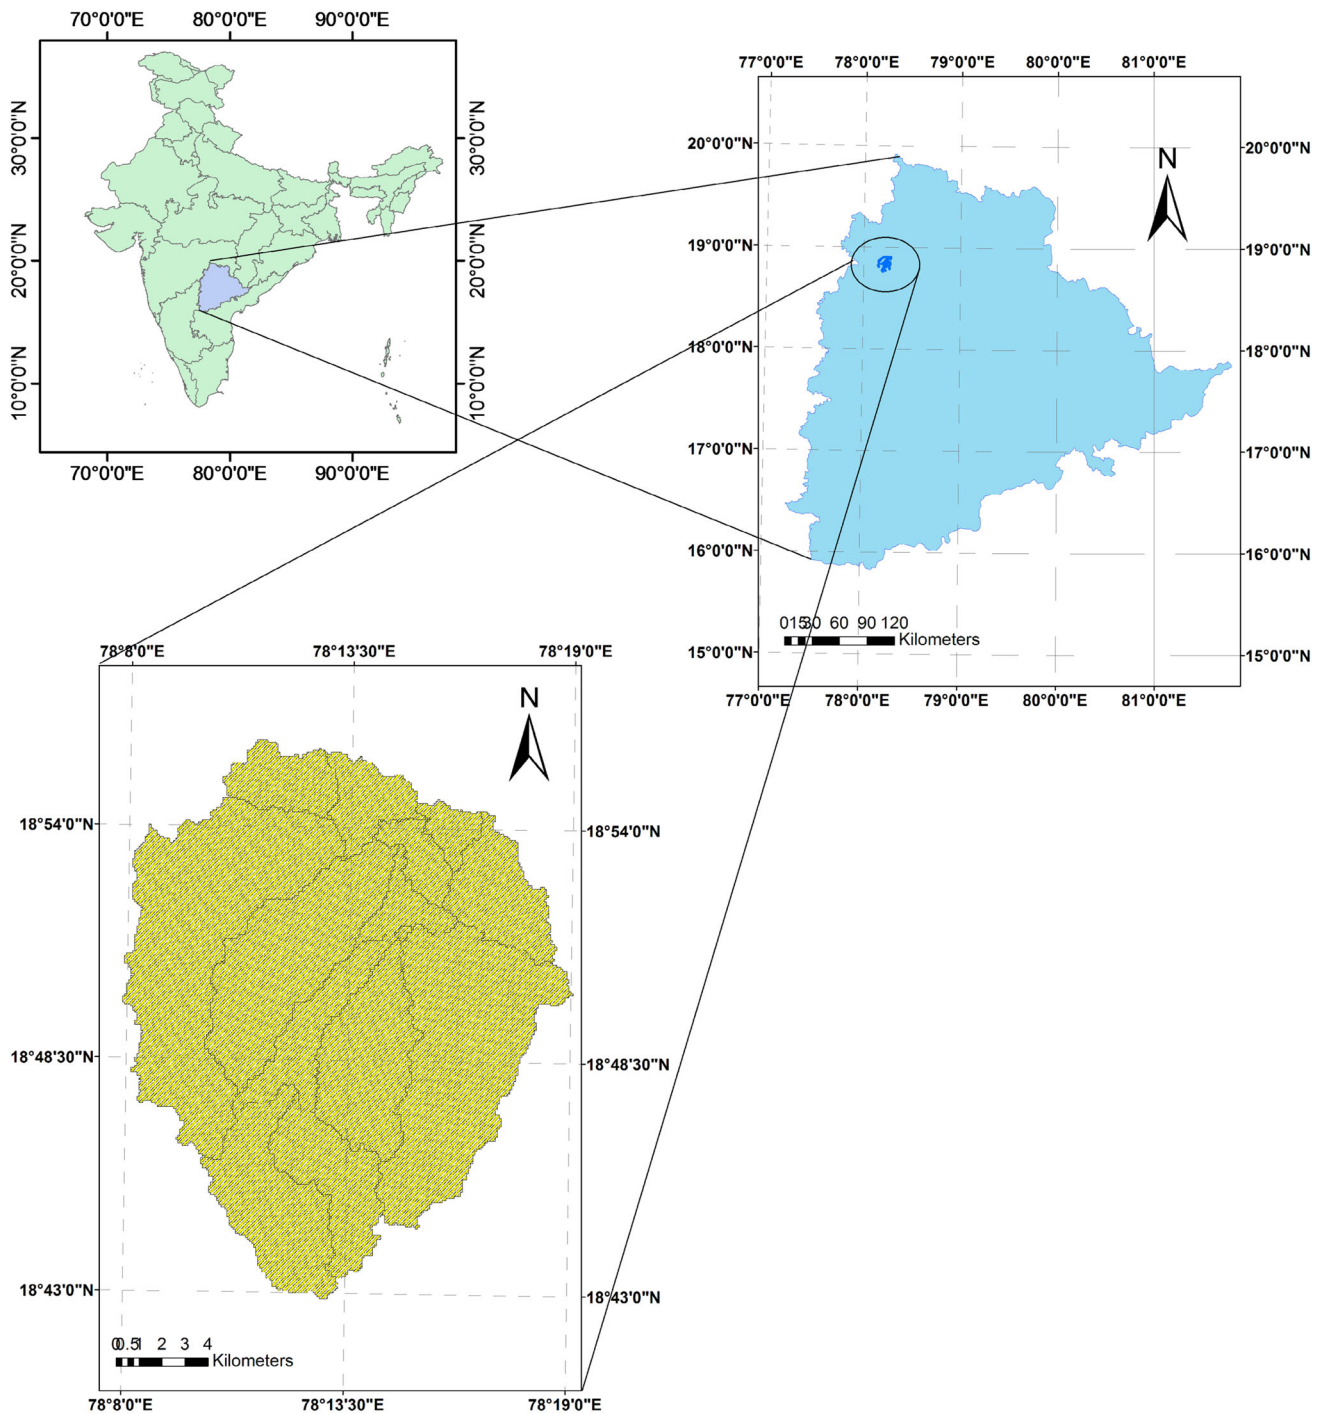 70°0'0"E 80°0'0"E 90°0'0"E
30°0'0"N 30°0'0"N
20°0'0"N 20°0'0"N
10°0'0"N 10°0'0"N
70°0'0"E 80°0'0"E 90°0'0"E
77°0'0"E 78°0'0"E 79°0'0"E 80°0'0"E 81°0'0"E
20°0'0"N 20°0'0"N
N
19°0'0"N 19°0'0"N
18°0'0"N 18°0'0"N
17°0'0"N 17°0'0"N
16°0'0"N 16°0'0"N
0 15 30 60 90 120
Kilometers
15°0'0"N 15°0'0"N
77°0'0"E 78°0'0"E 79°0'0"E 80°0'0"E 81°0'0"E
78°8'0"E 78°13'30"E 78°19'0"E
N
18°54'0"N 18°54'0"N
18°48'30"N 18°48'30"N
18°43'0"N 18°43'0"N
0 0.5 1 2 3 4
Kilometers
78°8'0"E 78°13'30"E 78°19'0"E